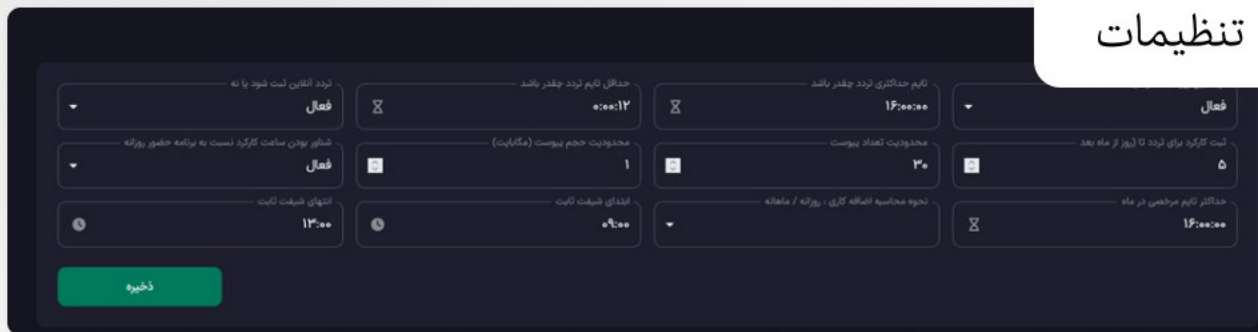 تنظیمات
تایم حداکثری تردد چقدر باشد
حداقل تایم تردد چقدر باشد
تردد آنلاین ثبت شود یا نه
فعال
۱۶:۰۰:۰۰
۰:۰۰:۱۲
فعال
ثبت کارکرد برای تردد تا (روز از ماه بعد
محدودیت تعداد پیوست
محدودیت حجم پیوست (مگابایت)
شناور بودن ساعت کارکرد نسبت به برنامه حضور روزانه
۵
۳۰
۱
فعال
حداکثر تایم مرخصی در ماه
نحوه محاسبه اضافه کاری : روزانه / ماهانه
ابتدای شیفت ثابت
انتهای شیفت ثابت
۱۶:۰۰:۰۰
۰۹:۰۰
۱۳:۰۰
ذخیره